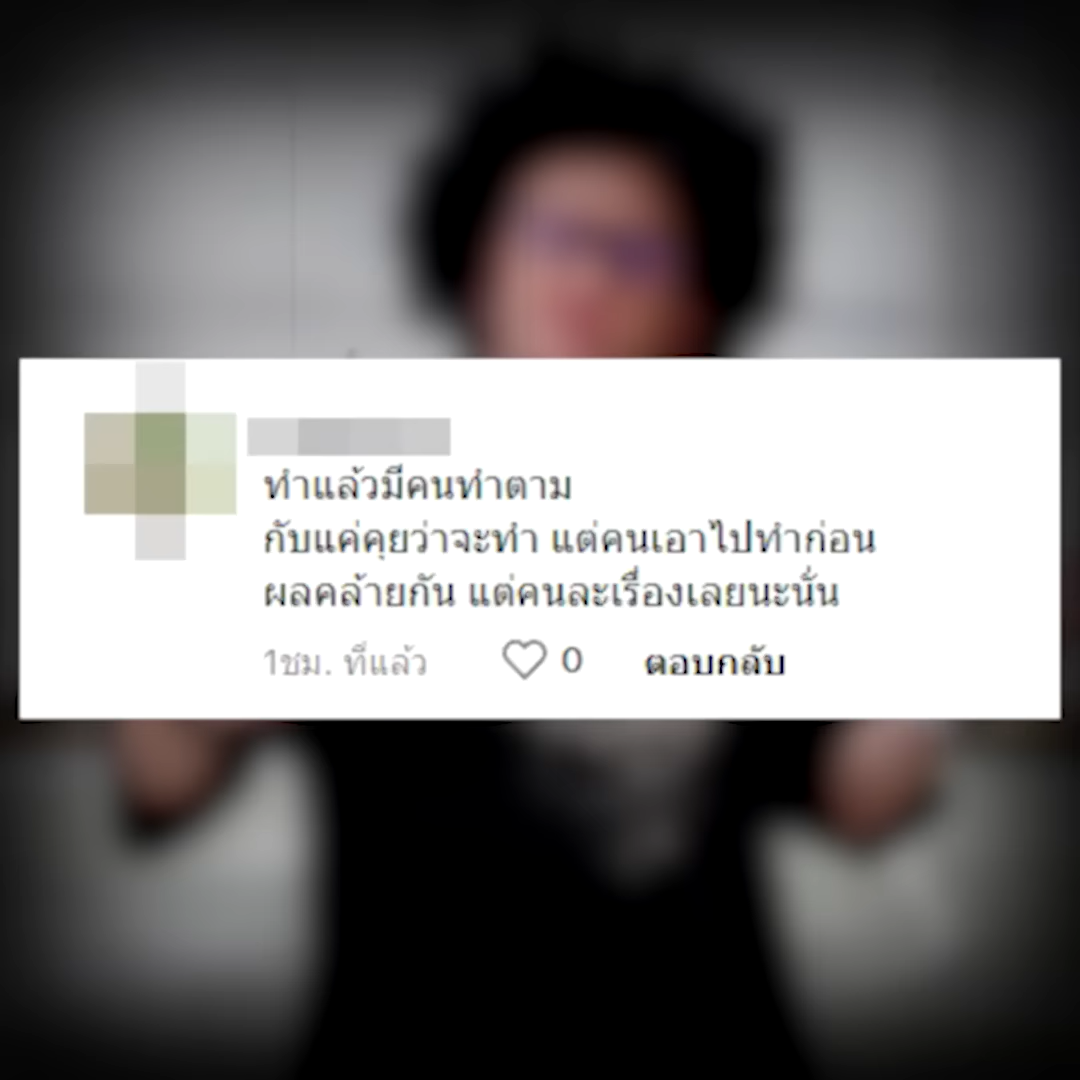 ทำแล้วมีคนทำตาม
กับแค่คุยว่าจะทำ แต่คนเอาไปทำก่อน
ผลคล้ายกัน แต่คนละเรื่องเลยนะนั่น
1ชม. ที่แล้ว 0 ตอบกลับ